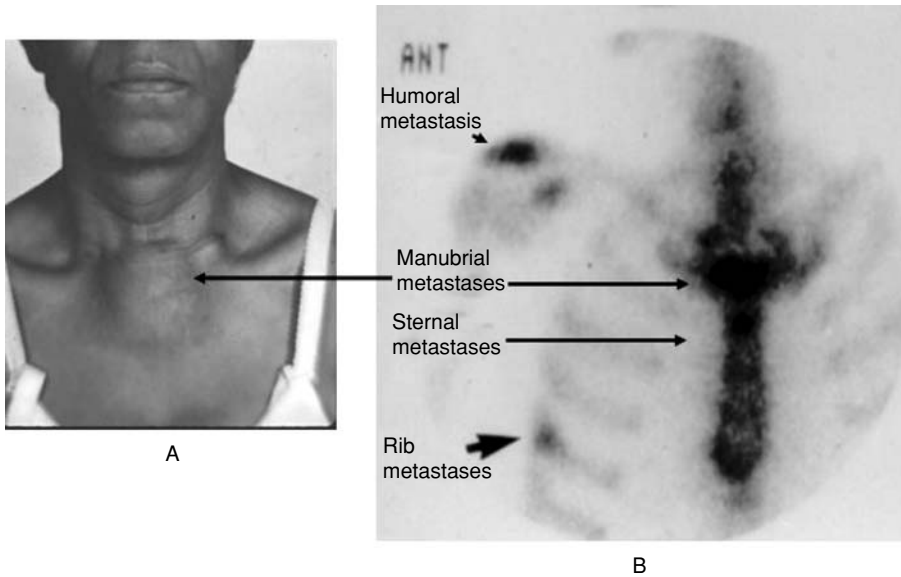 ANT
Humoral
metastasis
Manubrial
metastases
Sternal
metastases
Rib
metastases
A
B